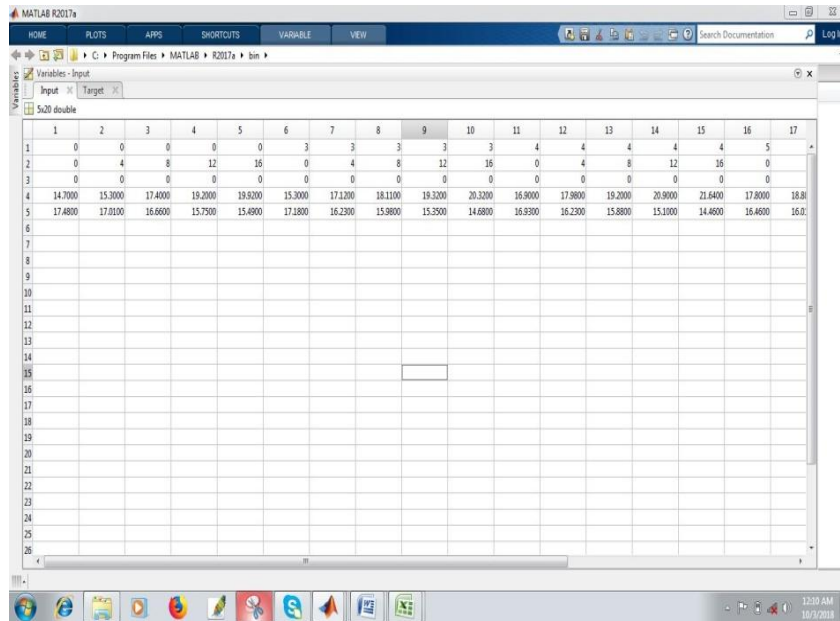 MATLAB R2017a
HOME PLOTS APPS SHORTCUTS VARIABLE VIEW Search Documentation Log I
C: Program Files MATLAB R2017a bin
Variables
Variables - Input
Input Target
5x20 double
1 2 3 4 5 6 7 8 9 10 11 12 13 14 15 16 17
1 0 0 0 0 0 3 3 3 3 3 4 4 4 4 4 5
2 0 4 8 12 16 0 4 8 12 16 0 4 8 12 16 0
3 0 0 0 0 0 0 0 0 0 0 0 0 0 0 0 0
4 14.7000 15.3000 17.4000 19.2000 19.9200 15.3000 17.1200 18.1100 19.3200 20.3200 16.9000 17.9800 19.2000 20.9000 21.6400 17.8000 18.80
5 17.4800 17.0100 16.6600 15.7500 15.4900 17.1800 16.2300 15.9800 15.3500 14.6800 16.9300 16.2300 15.8800 15.1000 14.4600 16.4600 16.0
6
7
8
9
10
11
12
13
14
15
16
17
18
19
20
21
22
23
24
25
26
12:10 AM
10/3/2018